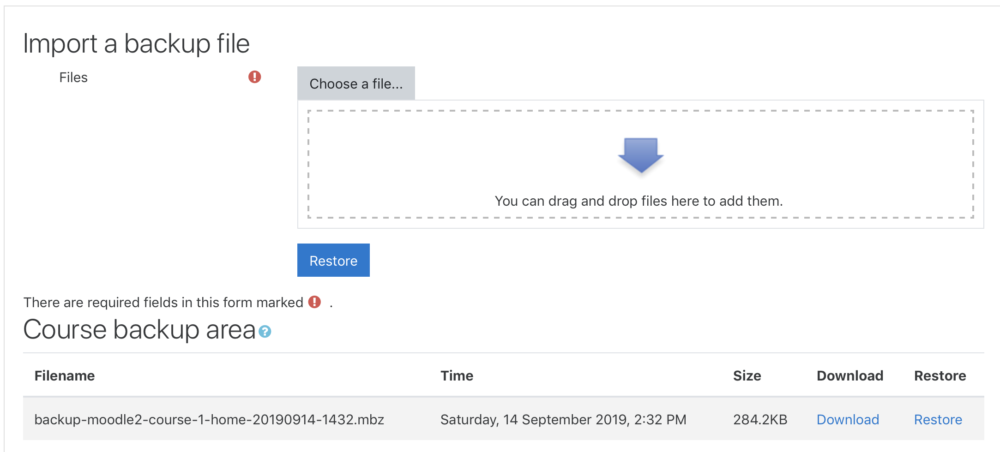 Import a backup file
Files
Choose a file...
You can drag and drop files here to add them.
Restore
There are required fields in this form marked .
Course backup area
Filename Time Size Download Restore
backup-moodle2-course-1-home-20190914-1432.mbz Saturday, 14 September 2019, 2:32 PM 284.2KB Download Restore